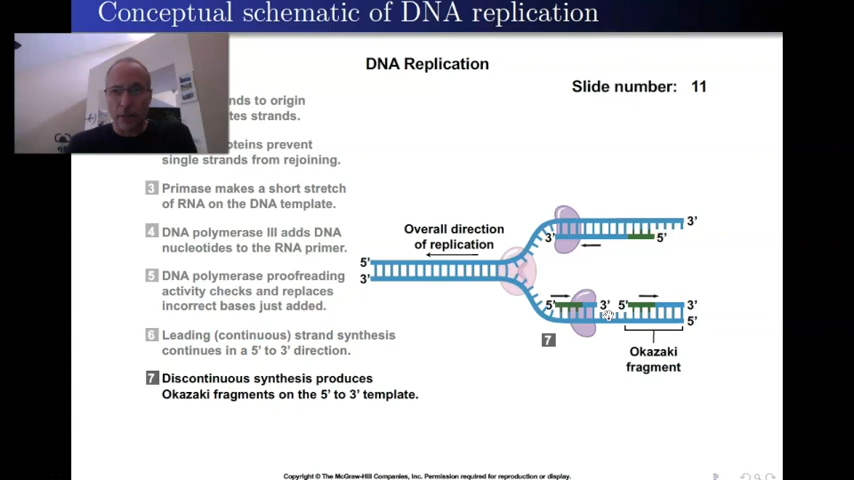 Conceptual schematic of DNA replication
DNA Replication
Slide number: 11
nds to origin
tes strands.
oteins prevent
single strands from rejoining.
3 Primase makes a short stretch
of RNA on the DNA template.
4 DNA polymerase III adds DNA
nucleotides to the RNA primer.
5 DNA polymerase proofreading
activity checks and replaces
incorrect bases just added.
6 Leading (continuous) strand synthesis
continues in a 5' to 3' direction.
7 Discontinuous synthesis produces
Okazaki fragments on the 5' to 3' template.
Overall direction
of replication
5'
3'
3'
3'
5'
5'
3'
5'
3'
5'
7
Okazaki
fragment
Copyright © The McGraw-Hill Companies, Inc. Permission required for reproduction or display.